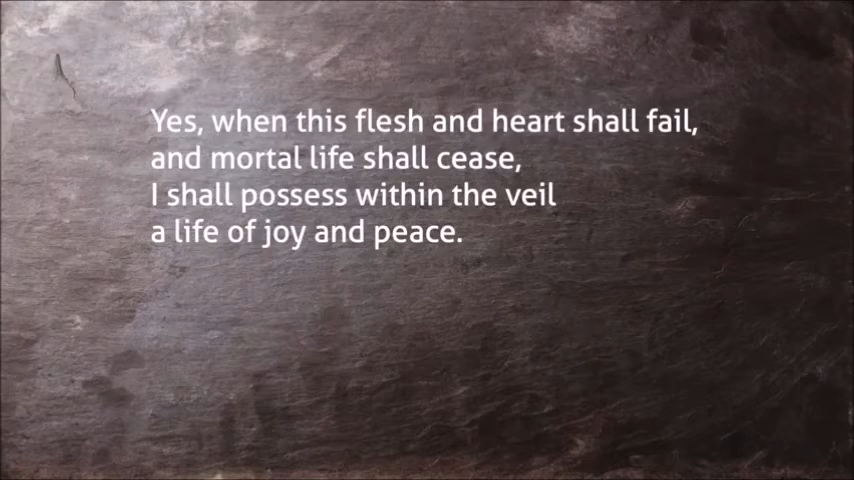 Yes, when this flesh and heart shall fail,
and mortal life shall cease,
I shall possess within the veil
a life of joy and peace.